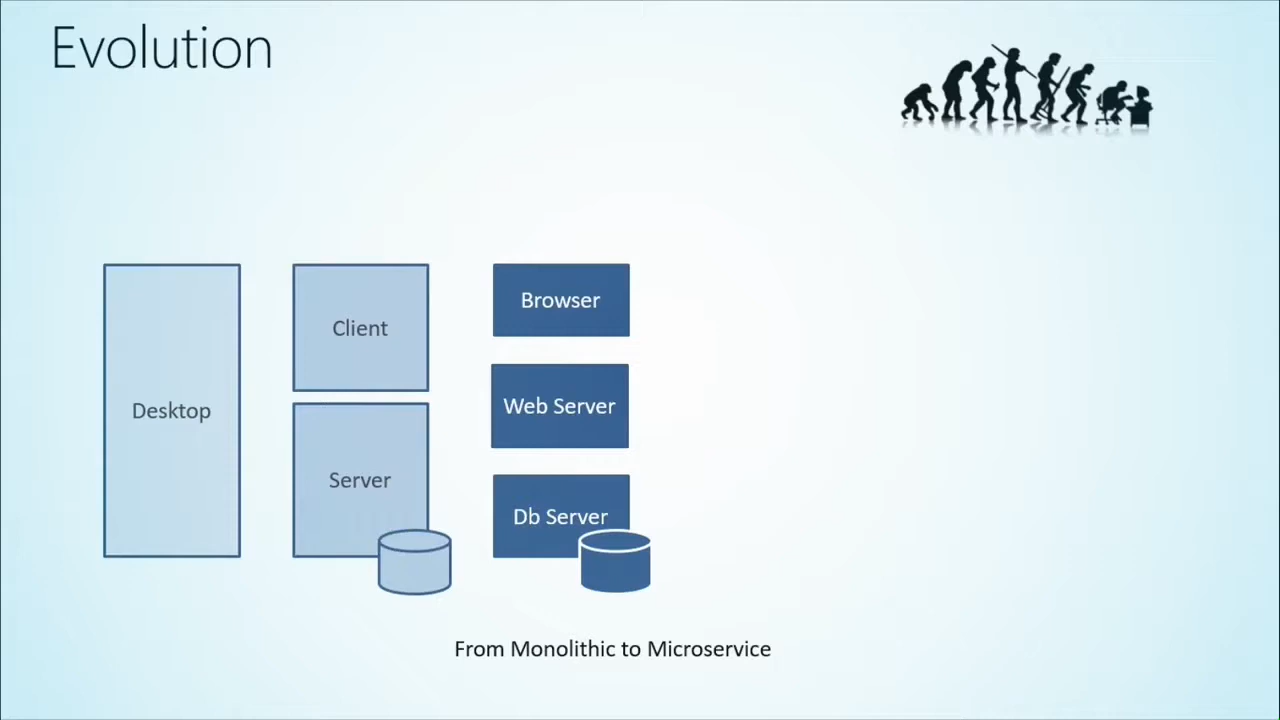 Evolution
Desktop
Client
Server
Browser
Web Server
Db Server
From Monolithic to Microservice